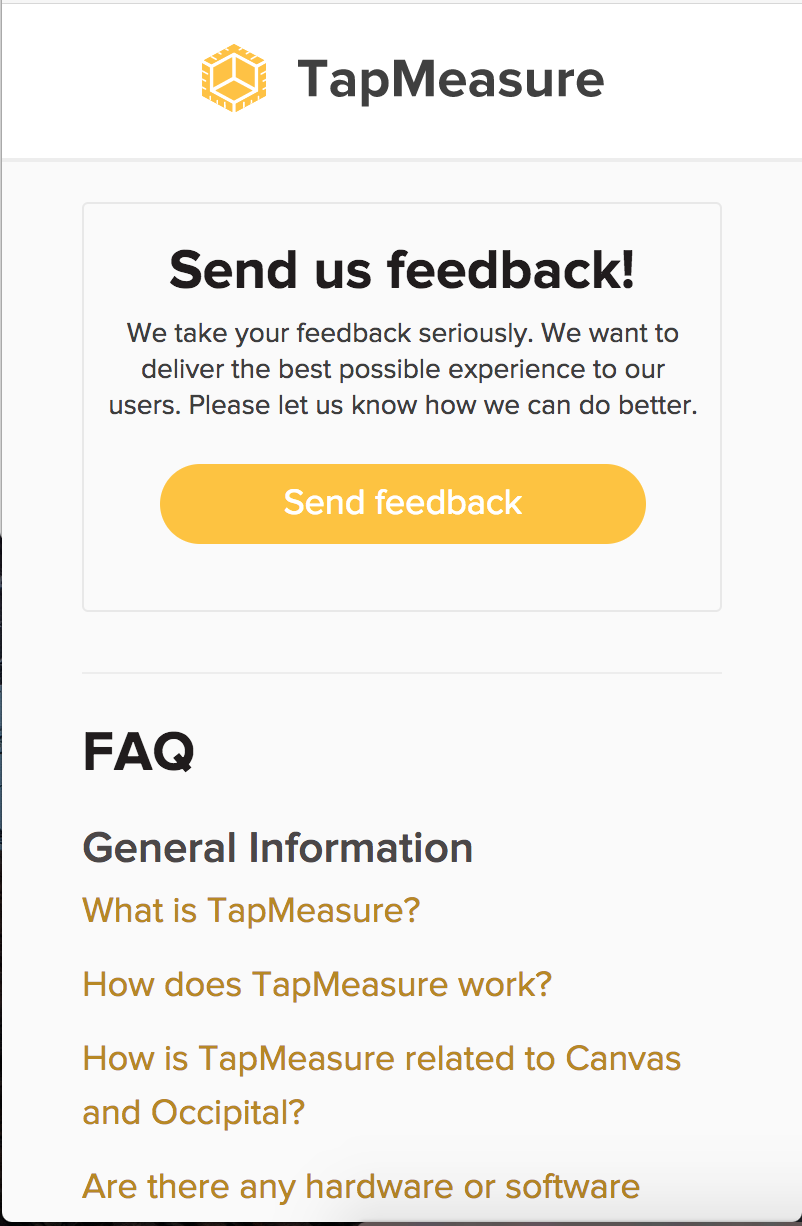 TapMeasure
Send us feedback!
We take your feedback seriously. We want to
deliver the best possible experience to our
users. Please let us know how we can do better.
Send feedback
FAQ
General Information
What is TapMeasure?
How does TapMeasure work?
How is TapMeasure related to Canvas
and Occipital?
Are there any hardware or software